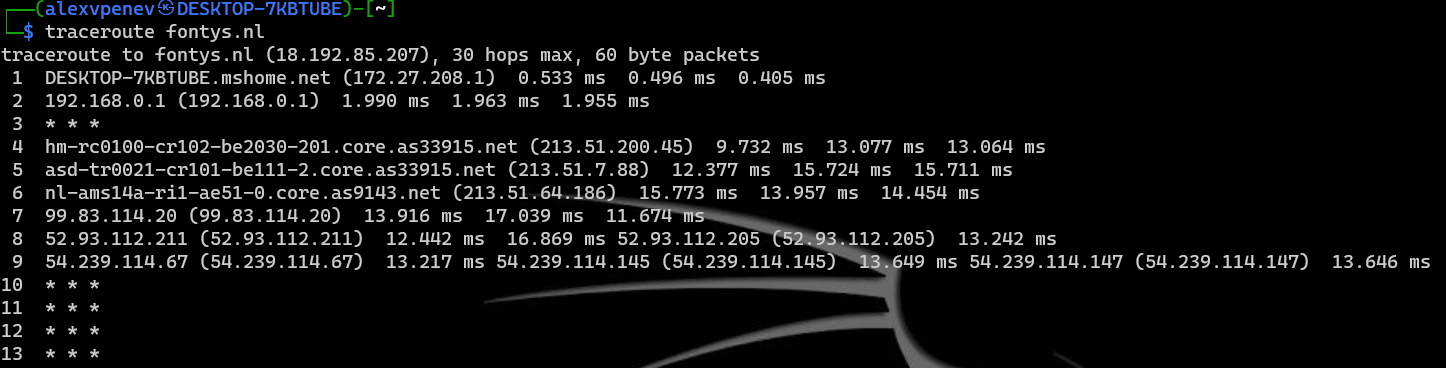 ┌──(alexvpenev㉿DESKTOP-7KBTUBE)-[~]
└─$ traceroute fontys.nl
traceroute to fontys.nl (18.192.85.207), 30 hops max, 60 byte packets
 1  DESKTOP-7KBTUBE.mshome.net (172.27.208.1)  0.533 ms  0.496 ms  0.405 ms
 2  192.168.0.1 (192.168.0.1)  1.990 ms  1.963 ms  1.955 ms
 3  * * *
 4  hm-rc0100-cr102-be2030-201.core.as33915.net (213.51.200.45)  9.732 ms  13.077 ms  13.064 ms
 5  asd-tr0021-cr101-be111-2.core.as33915.net (213.51.7.88)  12.377 ms  15.724 ms  15.711 ms
 6  nl-ams14a-ri1-ae51-0.core.as9143.net (213.51.64.186)  15.773 ms  13.957 ms  14.454 ms
 7  99.83.114.20 (99.83.114.20)  13.916 ms  17.039 ms  11.674 ms
 8  52.93.112.211 (52.93.112.211)  12.442 ms  16.869 ms 52.93.112.205 (52.93.112.205)  13.242 ms
 9  54.239.114.67 (54.239.114.67)  13.217 ms 54.239.114.145 (54.239.114.145)  13.649 ms 54.239.114.147 (54.239.114.147)  13.646 ms
10  * * *
11  * * *
12  * * *
13  * * *